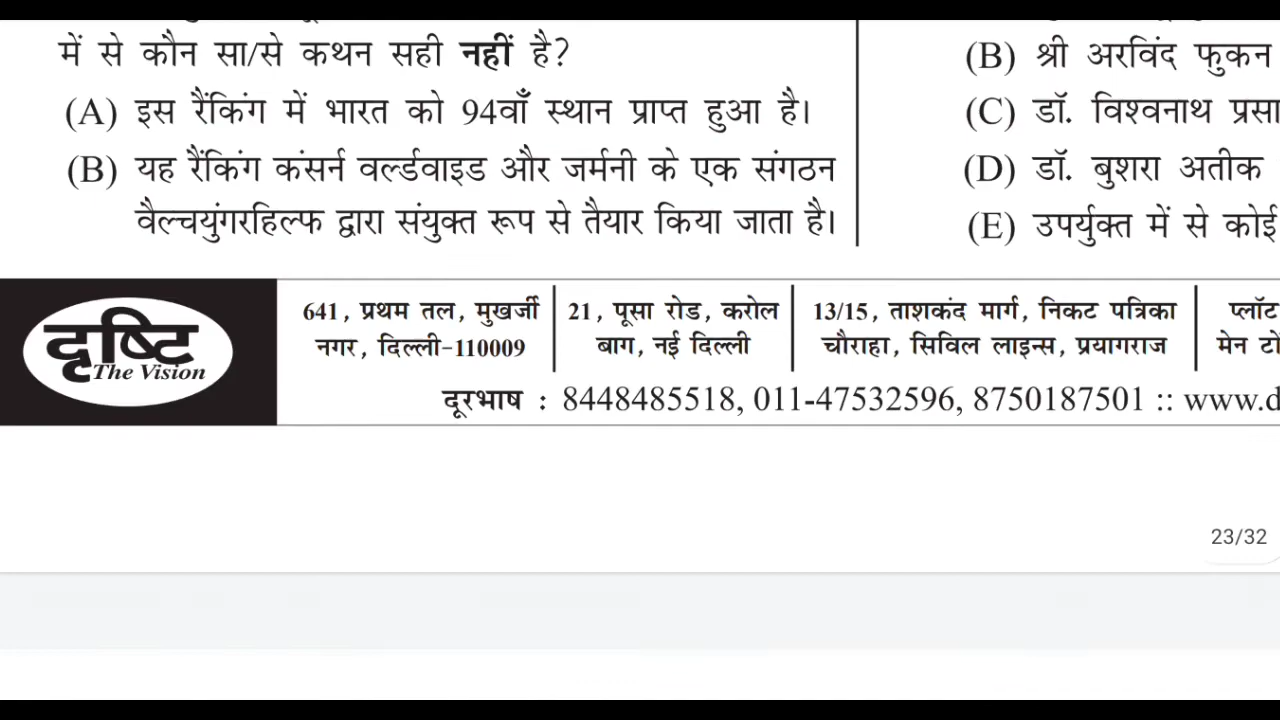 में से कौन सा/से कथन सही नहीं है?
(A) इस रैंकिंग में भारत को 94वाँ स्थान प्राप्त हुआ है।
(B) यह रैंकिंग कंसर्न वर्ल्डवाइड और जर्मनी के एक संगठन
वैल्चयुंगरहिल्फ द्वारा संयुक्त रूप से तैयार किया जाता है।
(B) श्री अरविंद फुकन
(C) डॉ. विश्वनाथ प्रसा
(D) डॉ. बुशरा अतीक
(E) उपर्युक्त में से कोई
दृष्टि
The Vision
641, प्रथम तल, मुखर्जी
नगर, दिल्ली-110009
21, पूसा रोड, करोल
बाग, नई दिल्ली
13/15, ताशकंद मार्ग, निकट पत्रिका
चौराहा, सिविल लाइन्स, प्रयागराज
प्लॉट
मेन टो
दूरभाष : 8448485518, 011-47532596, 8750187501 :: www.d
23/32